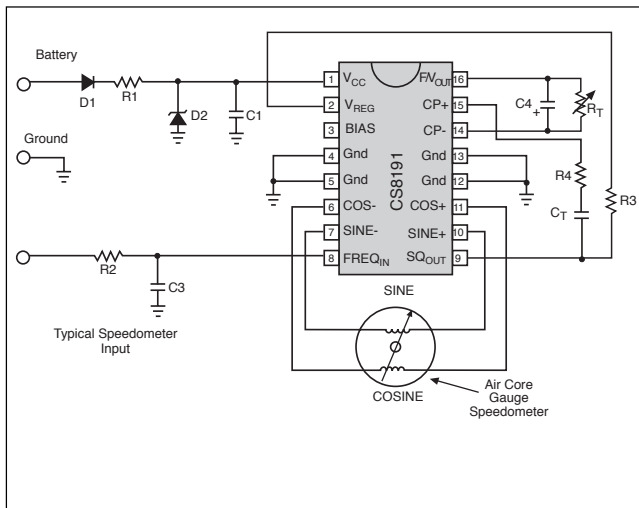 Battery
D1
R1
D2
C1
Ground
R2
C3
Typical Speedometer
Input
1
2
3
4
5
6
7
8
VCC
VREG
BIAS
Gnd
Gnd
COS-
SINE-
FREQIN
CS8191
F/VOUT
CP+
CP-
Gnd
Gnd
COS+
SINE+
SQOUT
16
15
14
13
12
11
10
9
C4
+
RT
R4
CT
R3
SINE
COSINE
Air Core
Gauge
Speedometer